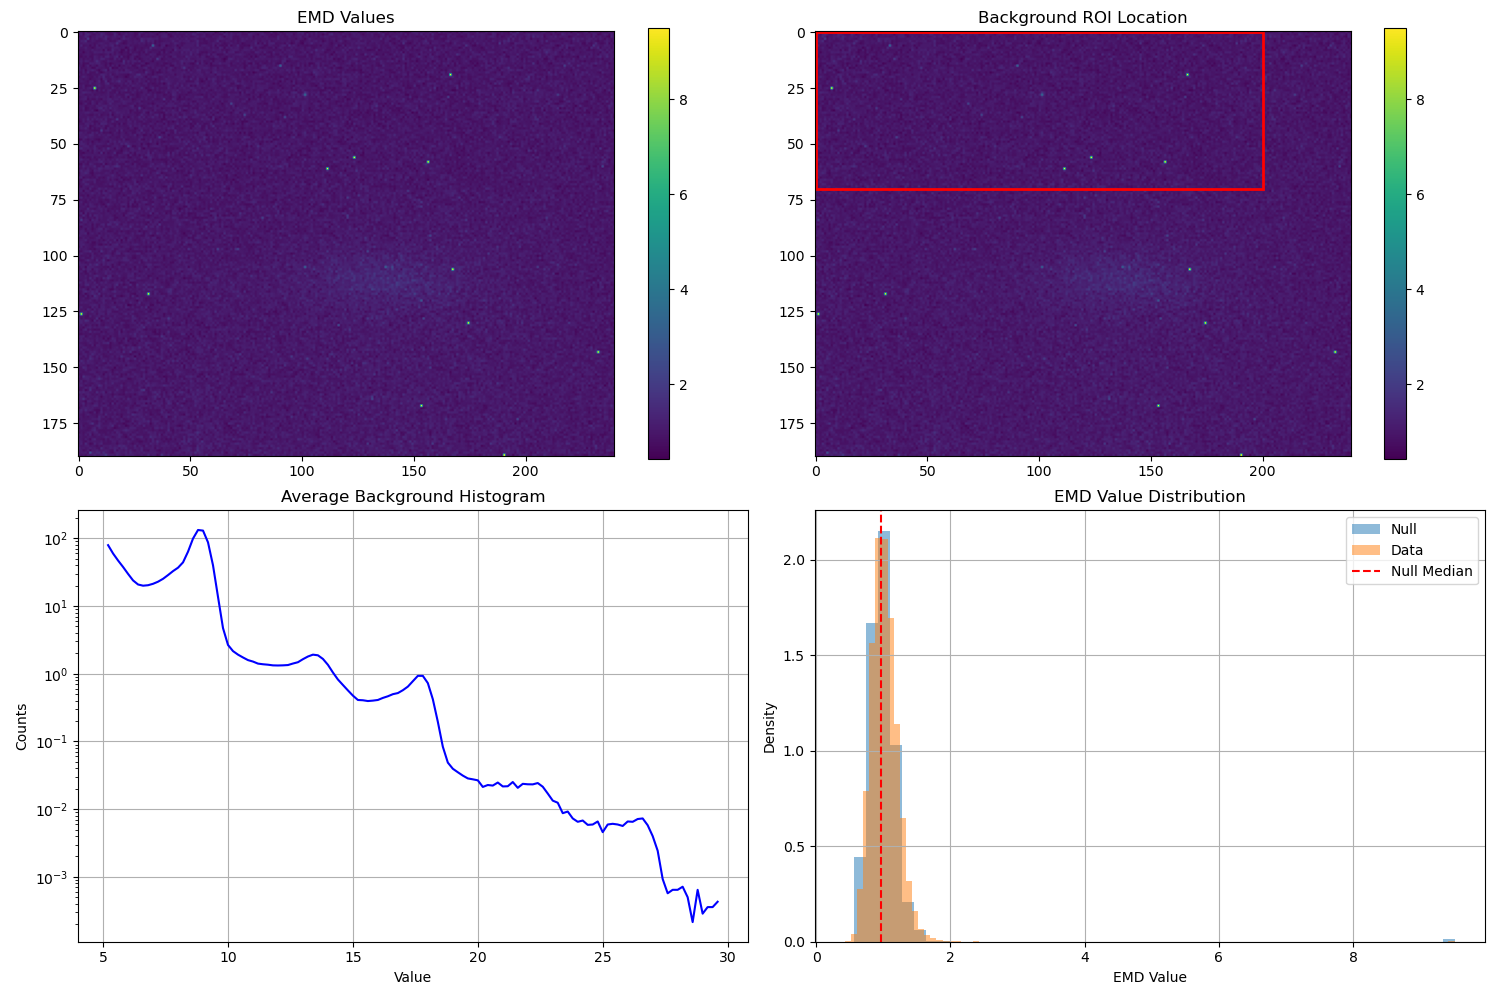 EMD Values
0
25
50
75
100
125
150
175
0 50 100 150 200
8
6
4
2
Background ROI Location
0
25
50
75
100
125
150
175
0 50 100 150 200
8
6
4
2
Average Background Histogram
Counts
10²
10¹
10⁰
10⁻¹
10⁻²
10⁻³
5 10 15 20 25 30
Value
EMD Value Distribution
Density
2.0
1.5
1.0
0.5
0.0
Null
Data
Null Median
0 2 4 6 8
EMD Value